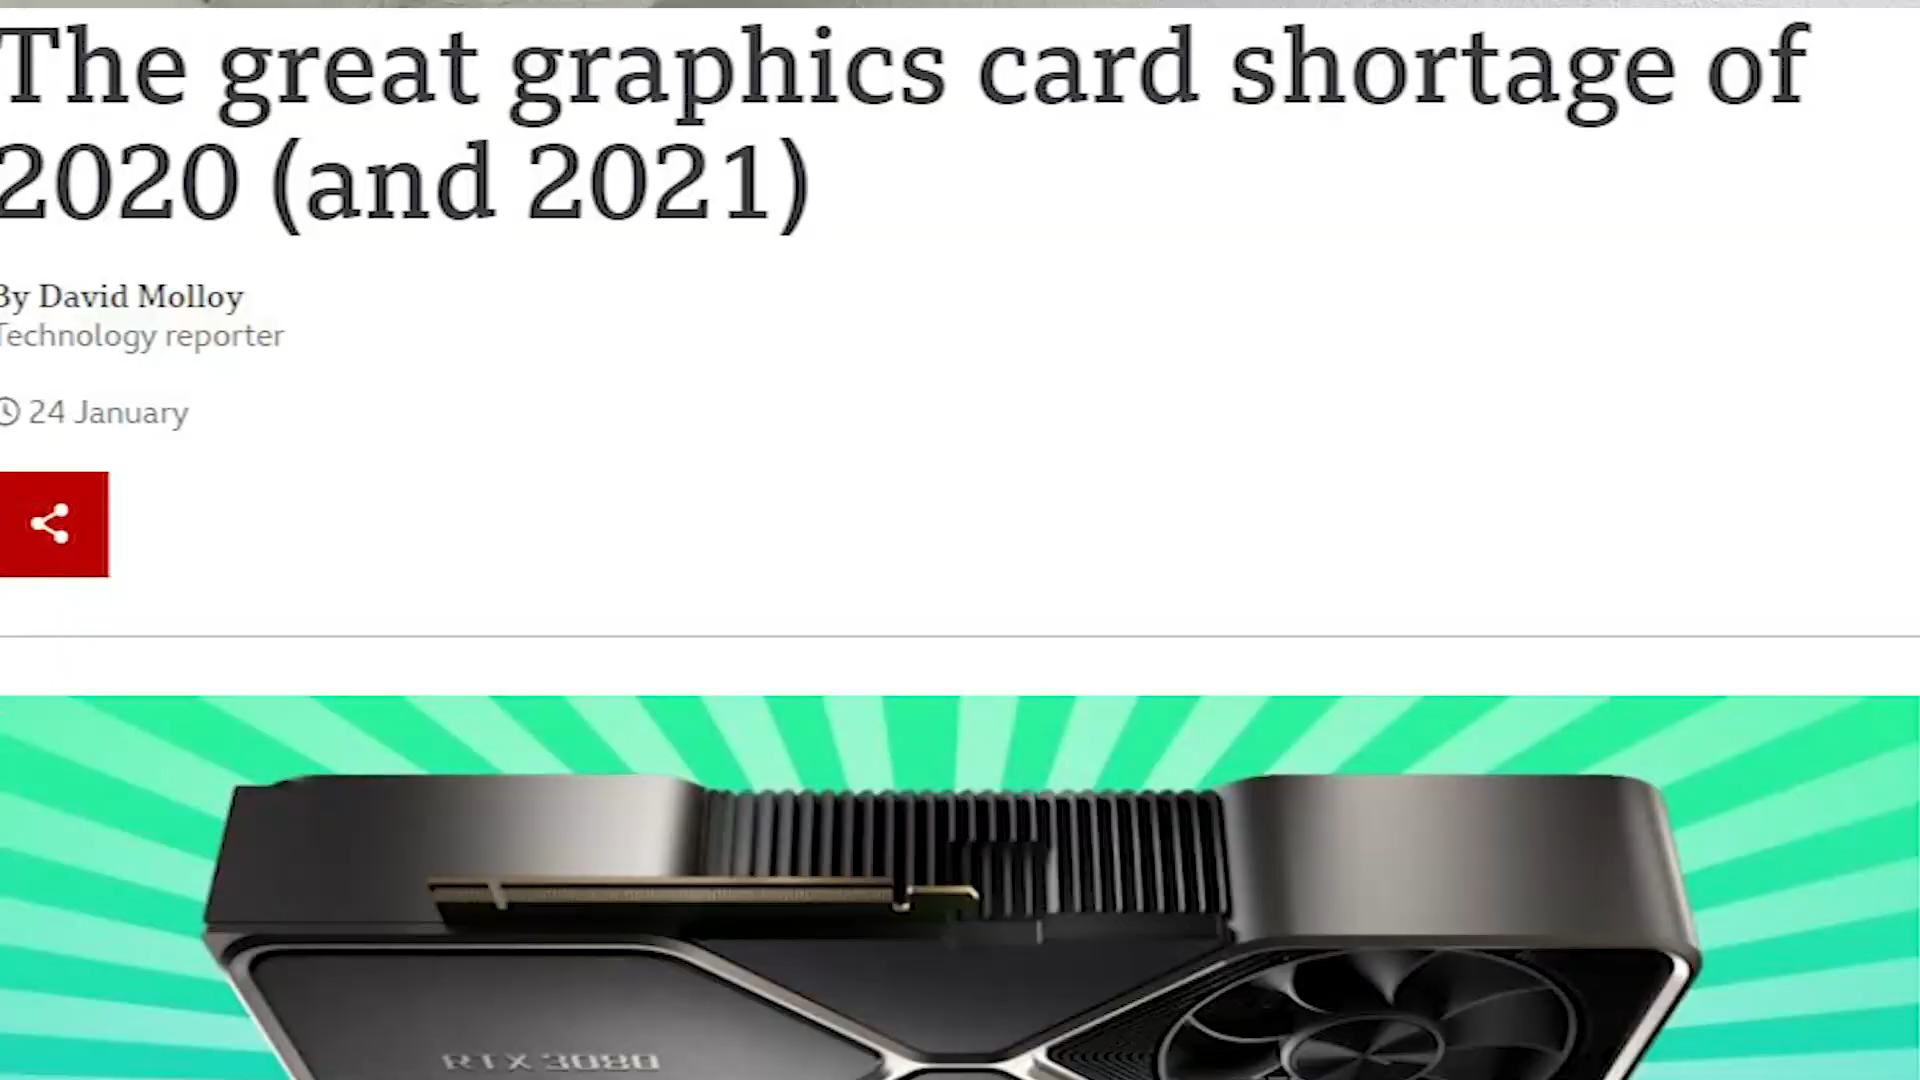 The great graphics card shortage of
2020 (and 2021)
By David Molloy
Technology reporter
24 January
RTX 3080